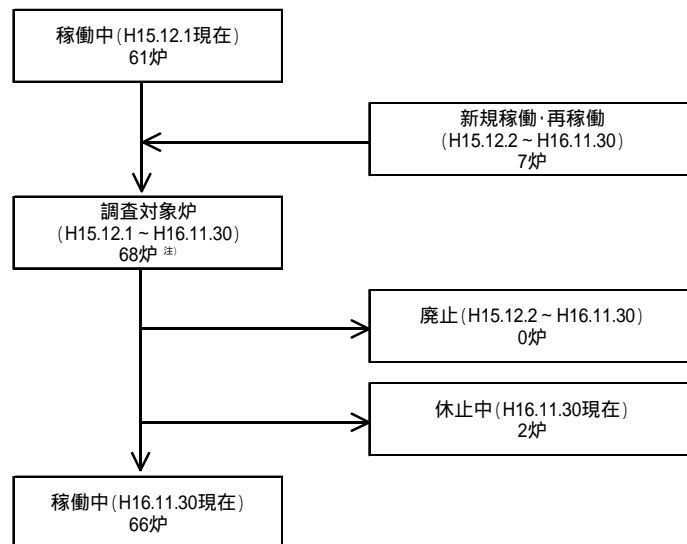 稼働中(H15.12.1現在)
61炉
新規稼働･再稼働
(H15.12.2～H16.11.30)
7炉
調査対象炉
(H15.12.1～H16.11.30)
68炉 注)
廃止(H15.12.2～H16.11.30)
0炉
休止中(H16.11.30現在)
2炉
稼働中(H16.11.30現在)
66炉